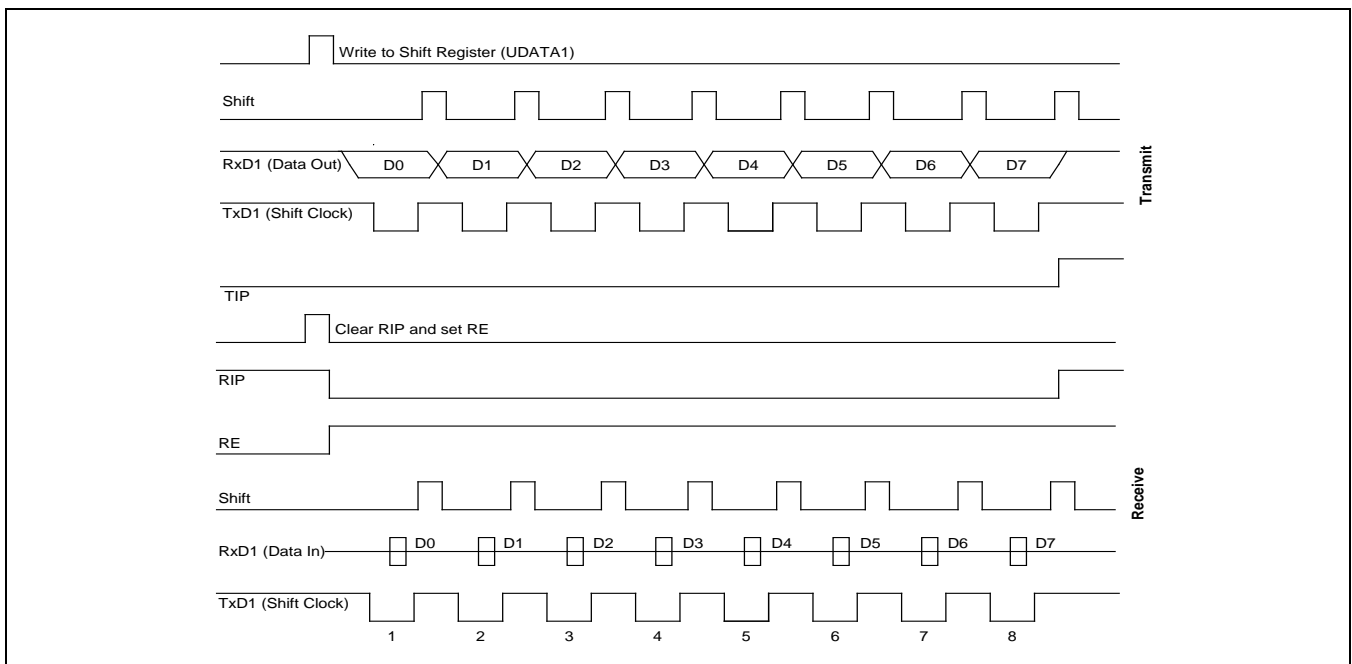 Write to Shift Register (UDATA1)
Shift
RxD1 (Data Out)
D0 D1 D2 D3 D4 D5 D6 D7
TxD1 (Shift Clock)
TIP
Transmit
Clear RIP and set RE
RIP
RE
Shift
RxD1 (Data In)
D0 D1 D2 D3 D4 D5 D6 D7
TxD1 (Shift Clock)
1 2 3 4 5 6 7 8
Receive